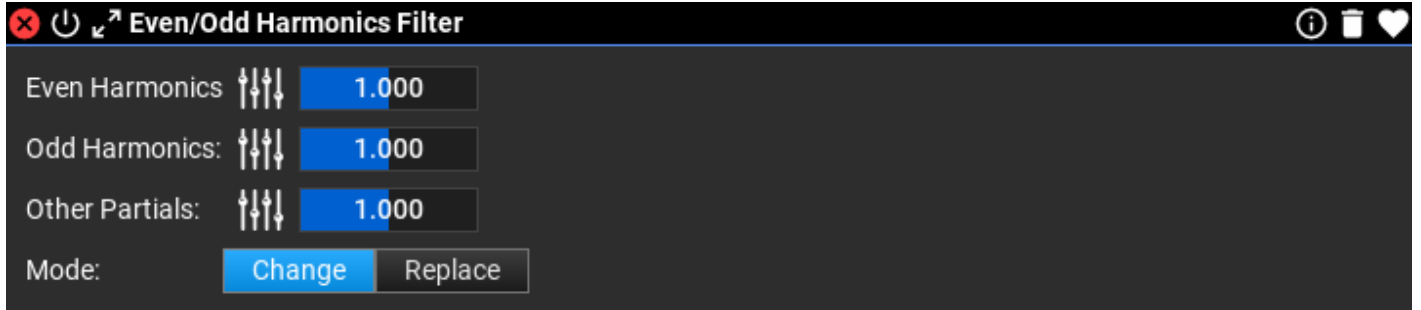 Even/Odd Harmonics Filter
Even Harmonics 1.000
Odd Harmonics: 1.000
Other Partials: 1.000
Mode: Change Replace